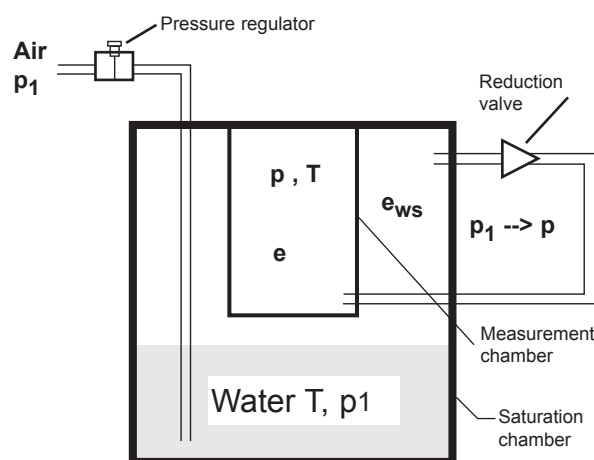 Pressure regulator
Air
p1
Reduction
valve
p , T
ews
p1 --> p
e
Measurement
chamber
Water T, p1
Saturation
chamber